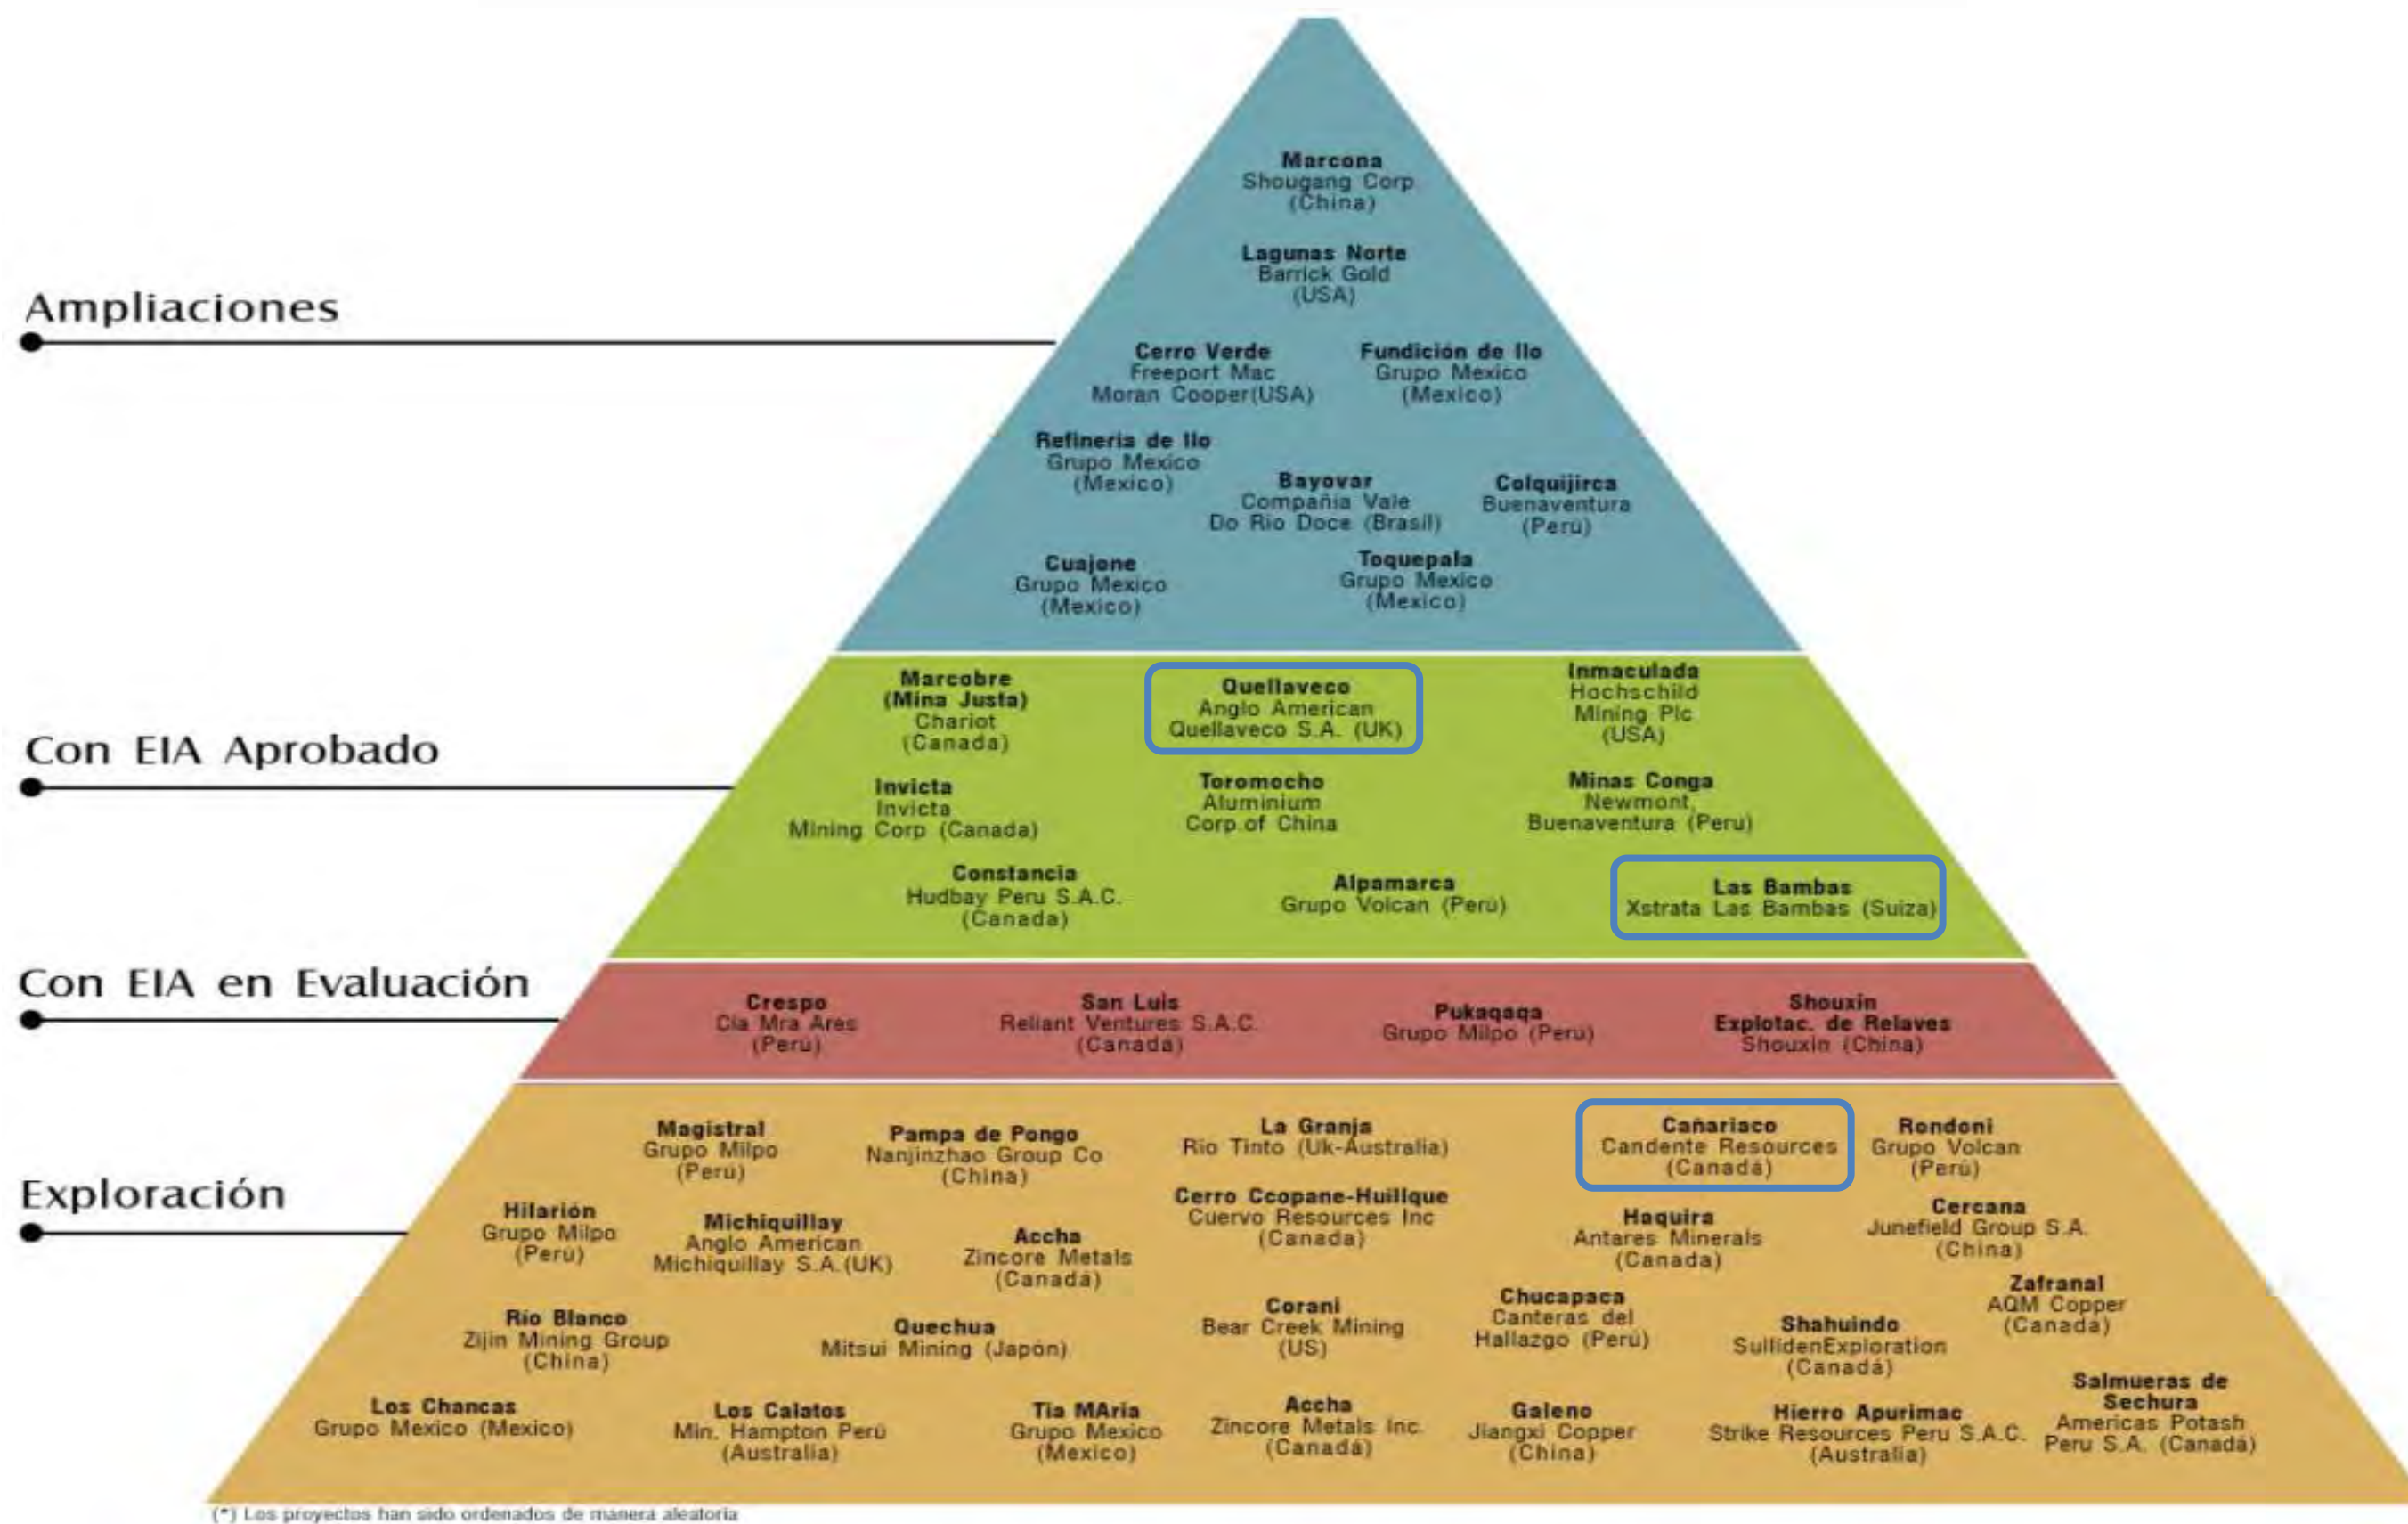 Ampliaciones
Marcona
Shougang Corp
(China)
Lagunas Norte
Barrick Gold
(USA)
Cerro Verde
Freeport Mac
Moran Cooper(USA)
Fundición de Ilo
Grupo Mexico
(Mexico)
Refineria de Ilo
Grupo Mexico
(Mexico)
Bayovar
Compañia Vale
Do Rio Doce (Brasil)
Colquijirca
Buenaventura
(Perú)
Cuajone
Grupo Mexico
(Mexico)
Toquepala
Grupo Mexico
(Mexico)
Con EIA Aprobado
Marcobre
(Mina Justa)
Chariot
(Canada)
Quellaveco
Anglo American
Quellaveco S.A. (UK)
Inmaculada
Hochschild
Mining Plc
(USA)
Invicta
Invicta
Mining Corp (Canada)
Toromocho
Aluminium
Corp.of China
Minas Conga
Newmont,
Buenaventura (Peru)
Constancia
Hudbay Peru S.A.C.
(Canada)
Alpamarca
Grupo Volcan (Perú)
Las Bambas
Xstrata Las Bambas (Suiza)
Con EIA en Evaluación
Crespo
Cia Mra Ares
(Perú)
San Luis
Reliant Ventures S.A.C.
(Canadá)
Pukaqaqa
Grupo Milpo (Perú)
Shouxin
Explotac. de Relaves
Shouxin (China)
Exploración
Magistral
Grupo Milpo
(Perú)
Pampa de Pongo
Nanjinzhao Group Co
(China)
La Granja
Rio Tinto (Uk-Australia)
Cañariaco
Candente Resources
(Canadá)
Rondoni
Grupo Volcan
(Perú)
Hilarión
Grupo Milpo
(Perú)
Michiquillay
Anglo American
Michiquillay S.A.(UK)
Accha
Zincore Metals
(Canadá)
Cerro Ccopane-Huillque
Cuervo Resources Inc
(Canada)
Haquira
Antares Minerals
(Canada)
Cercana
Junefield Group S.A.
(China)
Río Blanco
Zijin Mining Group
(China)
Quechua
Mitsui Mining (Japón)
Corani
Bear Creek Mining
(US)
Chucapaca
Canteras del
Hallazgo (Perú)
Shahuindo
SullidenExploration
(Canadá)
Zafranal
AQM Copper
(Canadá)
Los Chancas
Grupo Mexico (Mexico)
Los Calatos
Min. Hampton Perú
(Australia)
Tia MAria
Grupo Mexico
(Mexico)
Accha
Zincore Metals Inc.
(Canadá)
Galeno
Jiangxi Copper
(China)
Hierro Apurimac
Strike Resources Peru S.A.C.
(Australia)
Salmueras de
Sechura
Americas Potash
Peru S.A. (Canadá)
(*) Los proyectos han sido ordenados de manera aleatoria